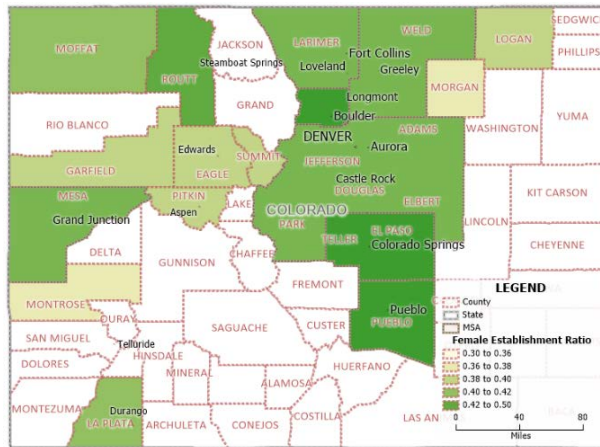 SEDGWICK
JACKSON
LARIMER
WELD
LOGAN
MOFFAT
Fort Collins
PHILLIPS
Steamboat Springs
Loveland
Greeley
ROUTT
Longmont
MORGAN
GRAND
Boulder
RIO BLANCO
WASHINGTON
YUMA
DENVER
ADAMS
Edwards
SUMMIT
JEFFERSON
Aurora
GARFIELD
EAGLE
Castle Rock
DOUGLAS
KIT CARSON
MESA
PITKIN
ELBERT
LAKE
Aspen
COLORADO
LINCOLN
Grand Junction
PARK
TELLER
EL PASO
CHEYENNE
DELTA
CHAFFEE
Colorado Springs
GUNNISON
FREMONT
LEGEND
County
State
MSA
MONTROSE
Pueblo
OURAY
PUEBLO
Female Establishment Ratio
SAGUACHE
CUSTER
SAN MIGUEL
Telluride
0.30 to 0.36
HINSDALE
0.36 to 0.38
DOLORES
MINERAL
HUERFANO
0.38 to 0.40
ALAMOSA
0.40 to 0.42
MONTEZUMA
Durango
0.42 to 0.50
LA PLATA
COSTILLA
LAS AN
ARCHULETA
CONEJOS
0 40 80
Miles